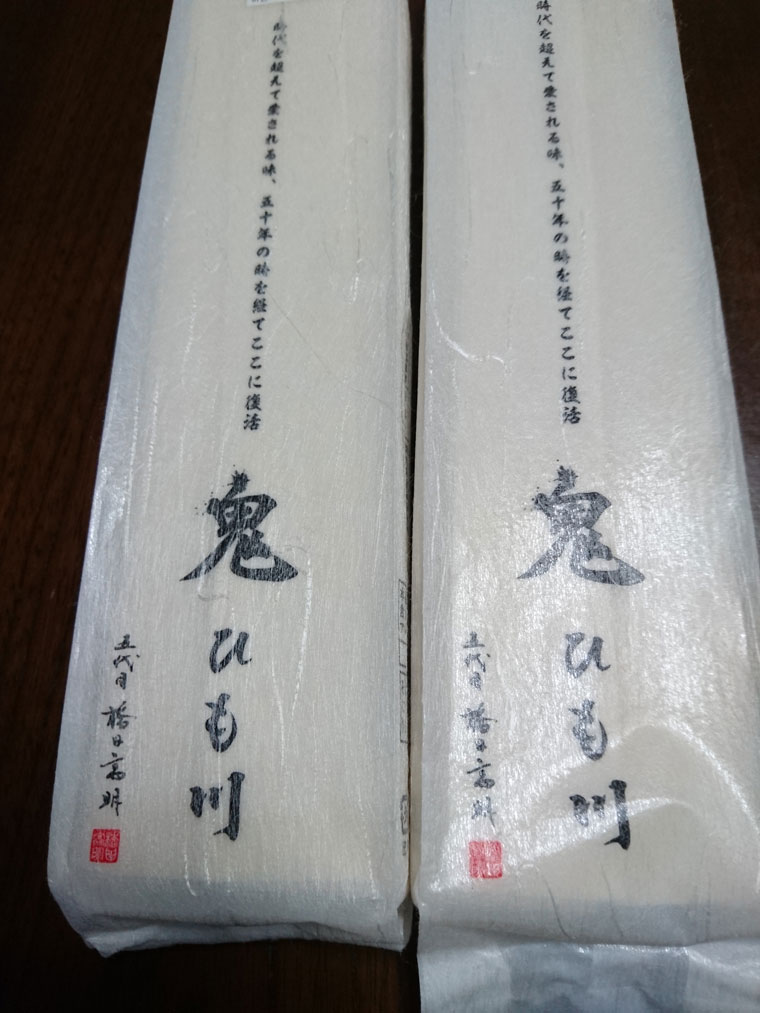 時代を超えて愛される味、五十年の時を経てここに復活
鬼ひも川
五代目 橋田高明
時代を超えて愛される味、五十年の時を経てここに復活
鬼ひも川
五代目 橋田高明